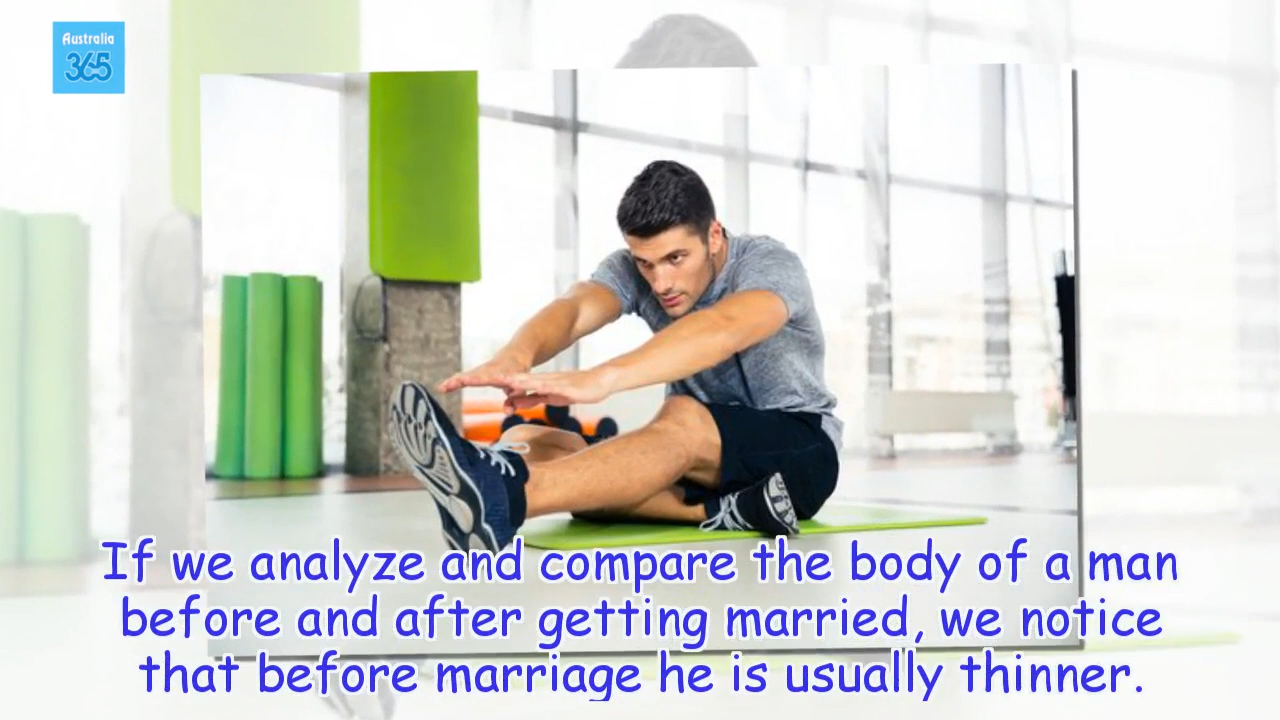 Australia
365
If we analyze and compare the body of a man
before and after getting married, we notice
that before marriage he is usually thinner.